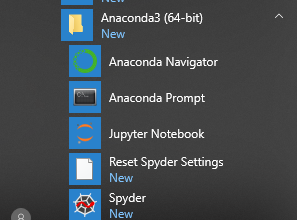 Anaconda3 (64-bit)
New
Anaconda Navigator
Anaconda Prompt
Jupyter Notebook
Reset Spyder Settings
New
Spyder
New